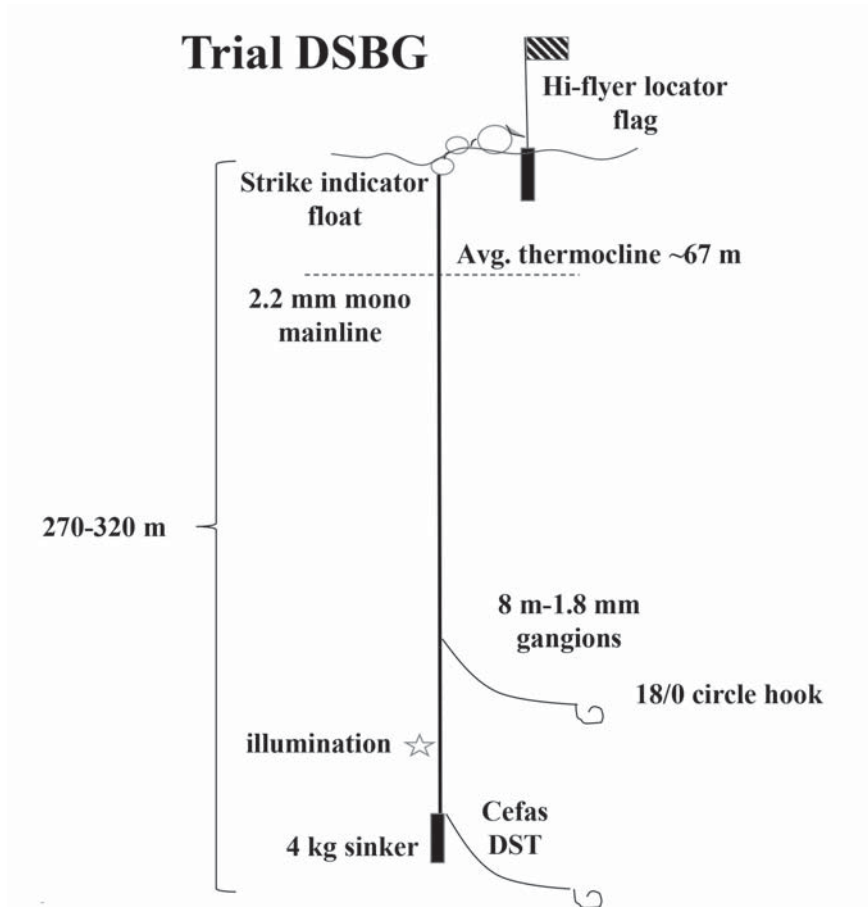 Trial DSBG
Hi-flyer locator
flag
Strike indicator
float
Avg. thermocline ~67 m
2.2 mm mono
mainline
270-320 m
8 m-1.8 mm
gangions
18/0 circle hook
illumination
Cefas
DST
4 kg sinker